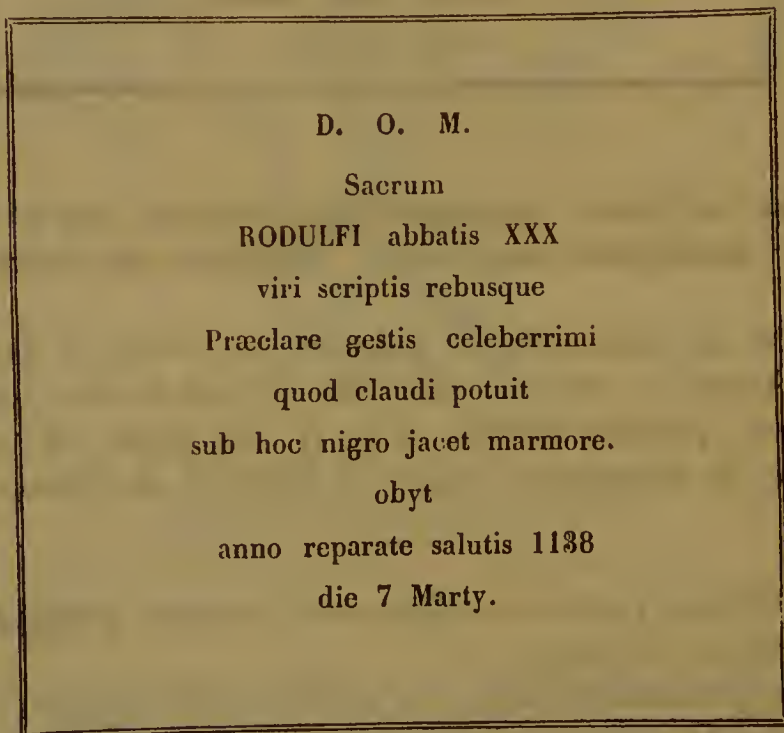 D. O. M.
Sacrum
RODULFI abbatis XXX
viri scriptis rebusque
Præclare gestis celeberrimi
quod claudi potuit
sub hoc nigro jacet marmore.
obyt
anno reparate salutis 1138
die 7 Marty.